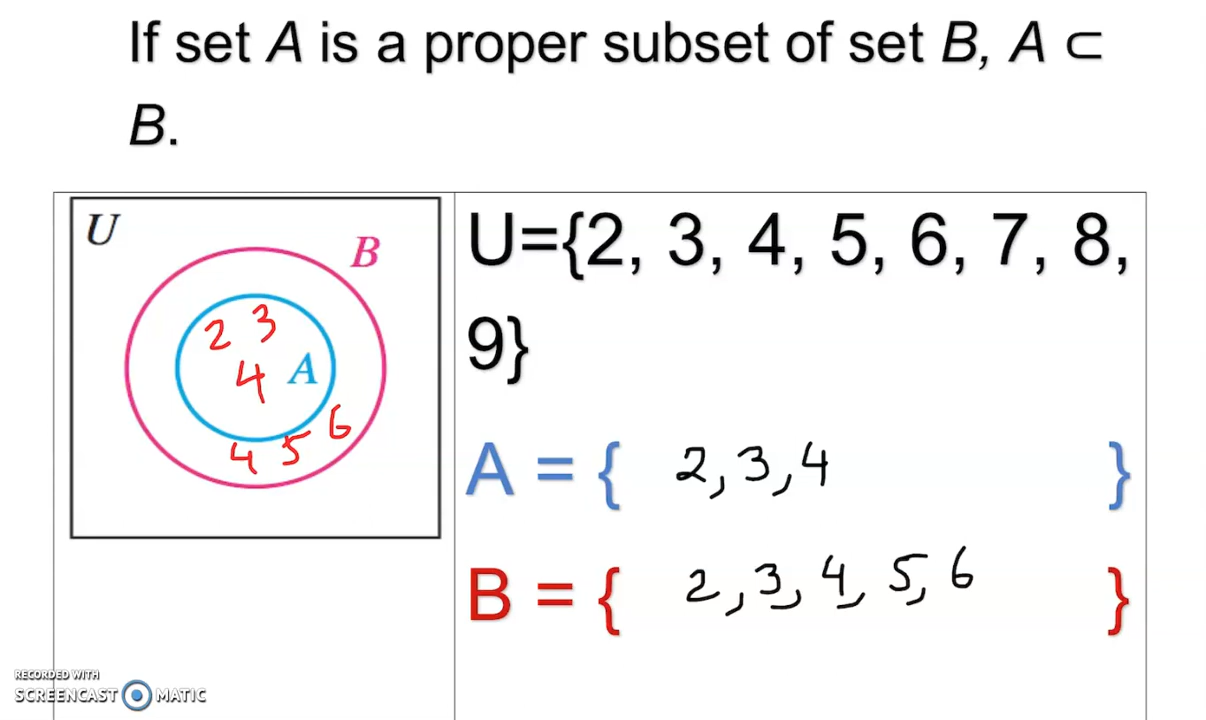 If set A is a proper subset of set B, A ⊂
B.
U
B
2 3
4 A
6
4 5
U={2, 3, 4, 5, 6, 7, 8,
9}
A = { 2, 3, 4 }
B = { 2, 3, 4, 5, 6 }
RECORDED WITH
SCREENCAST MATIC